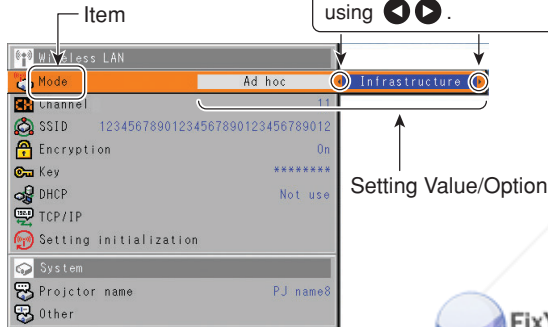 Item
using ◀ ▶ .
Wireless LAN
Mode Ad hoc Infrastructure
CH Channel 11
SSID 12345678901234567890123456789012
Encryption On
Key ********
DHCP Not use
TCP/IP
Setting initialization
Setting Value/Option
System
Projctor name PJ name8
Other